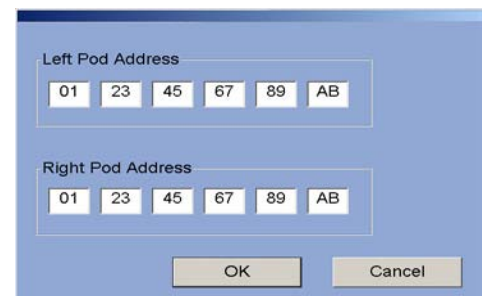 Left Pod Address
01 23 45 67 89 AB
Right Pod Address
01 23 45 67 89 AB
OK Cancel